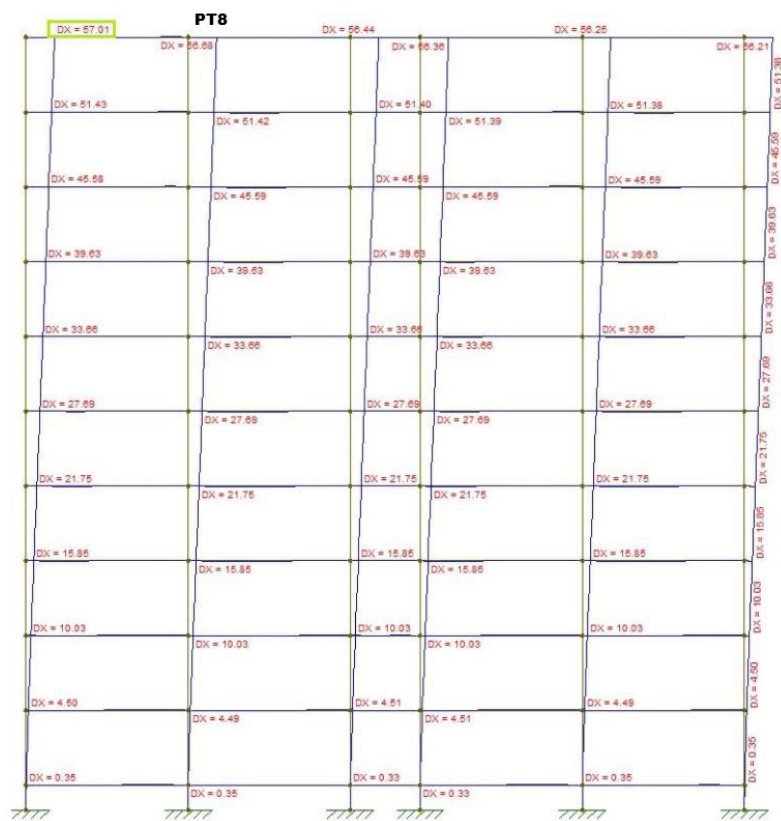 PT8
DX = 57.01 DX = 56.68 DX = 56.44 DX = 56.36 DX = 56.25 DX = 56.21
DX = 51.43 DX = 51.42 DX = 51.40 DX = 51.39 DX = 51.38 DX = 51.38
DX = 45.58 DX = 45.59 DX = 45.59 DX = 45.59 DX = 45.59 DX = 45.59
DX = 39.63 DX = 39.63 DX = 39.63 DX = 39.63 DX = 39.63 DX = 39.63
DX = 33.66 DX = 33.66 DX = 33.66 DX = 33.66 DX = 33.66 DX = 33.66
DX = 27.69 DX = 27.69 DX = 27.69 DX = 27.69 DX = 27.69 DX = 27.69
DX = 21.75 DX = 21.75 DX = 21.75 DX = 21.75 DX = 21.75 DX = 21.75
DX = 15.85 DX = 15.85 DX = 15.85 DX = 15.85 DX = 15.85 DX = 15.85
DX = 10.03 DX = 10.03 DX = 10.03 DX = 10.03 DX = 10.03 DX = 10.03
DX = 4.50 DX = 4.49 DX = 4.51 DX = 4.51 DX = 4.49 DX = 4.50
DX = 0.35 DX = 0.35 DX = 0.33 DX = 0.33 DX = 0.35 DX = 0.35